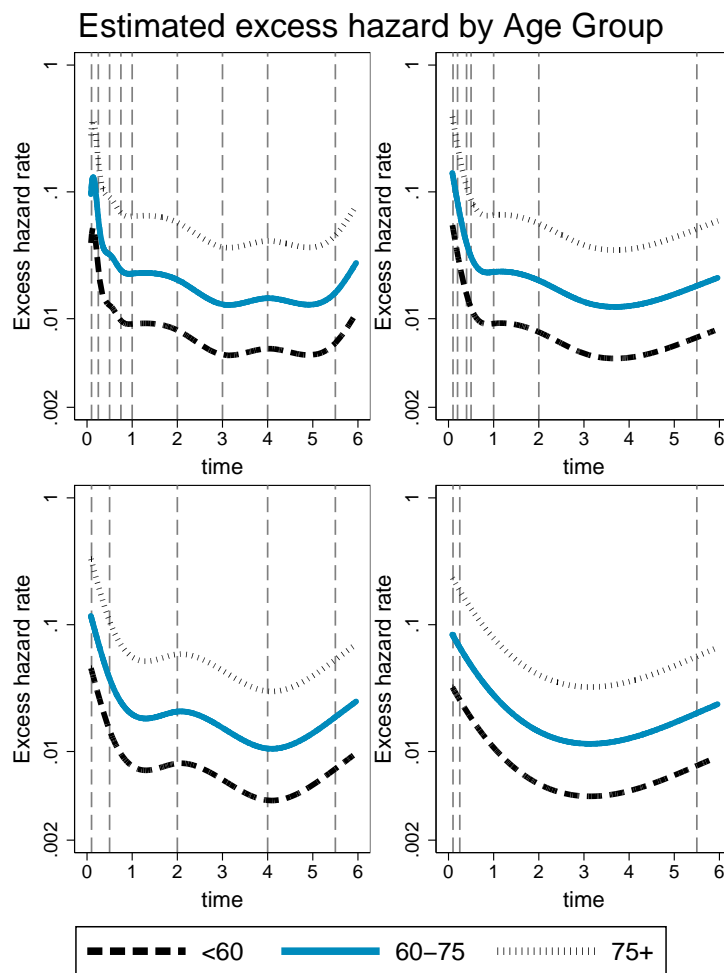 Estimated excess hazard by Age Group
Excess hazard rate
1
.1
.01
.002
0 1 2 3 4 5 6
time
Excess hazard rate
1
.1
.01
.002
0 1 2 3 4 5 6
time
Excess hazard rate
1
.1
.01
.002
0 1 2 3 4 5 6
time
Excess hazard rate
1
.1
.01
.002
0 1 2 3 4 5 6
time
<60 60−75 75+